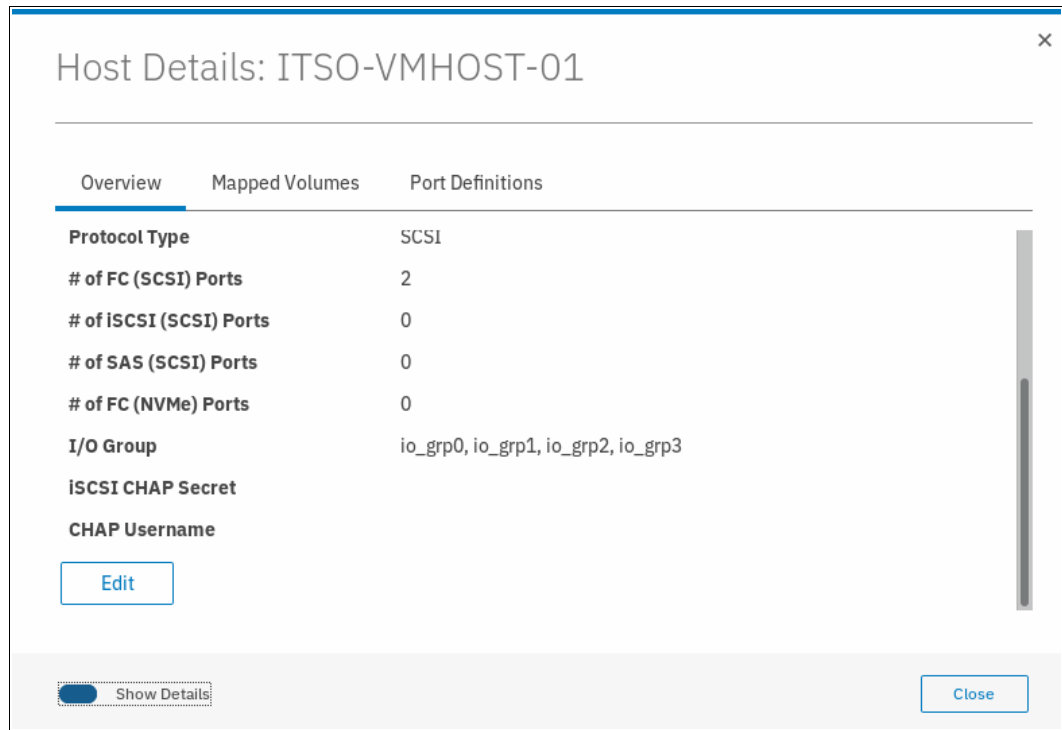 Host Details: ITSO-VMHOST-01
Overview Mapped Volumes Port Definitions
Protocol Type SCSI
# of FC (SCSI) Ports 2
# of iSCSI (SCSI) Ports 0
# of SAS (SCSI) Ports 0
# of FC (NVMe) Ports 0
I/O Group io_grp0, io_grp1, io_grp2, io_grp3
iSCSI CHAP Secret
CHAP Username
Edit
Show Details Close